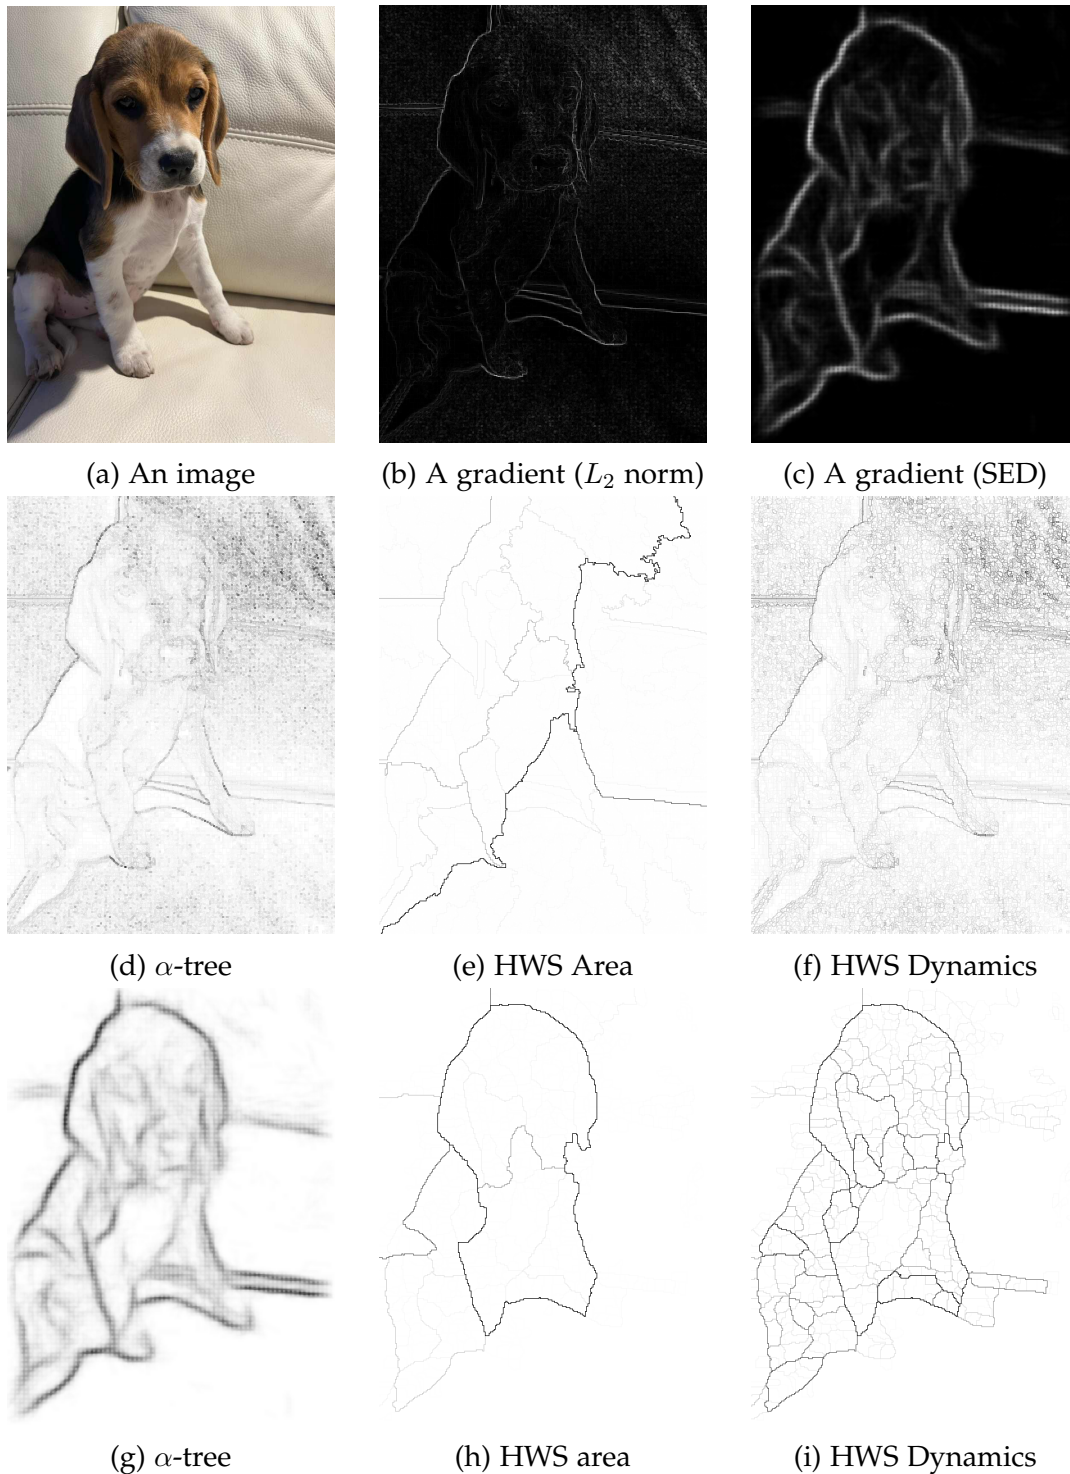 (a) An image
(b) A gradient (L₂ norm)
(c) A gradient (SED)
(d) α-tree
(e) HWS Area
(f) HWS Dynamics
(g) α-tree
(h) HWS area
(i) HWS Dynamics